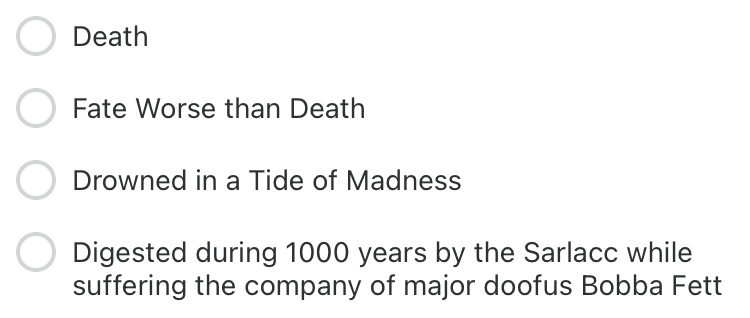 Death
Fate Worse than Death
Drowned in a Tide of Madness
Digested during 1000 years by the Sarlacc while
suffering the company of major doofus Bobba Fett